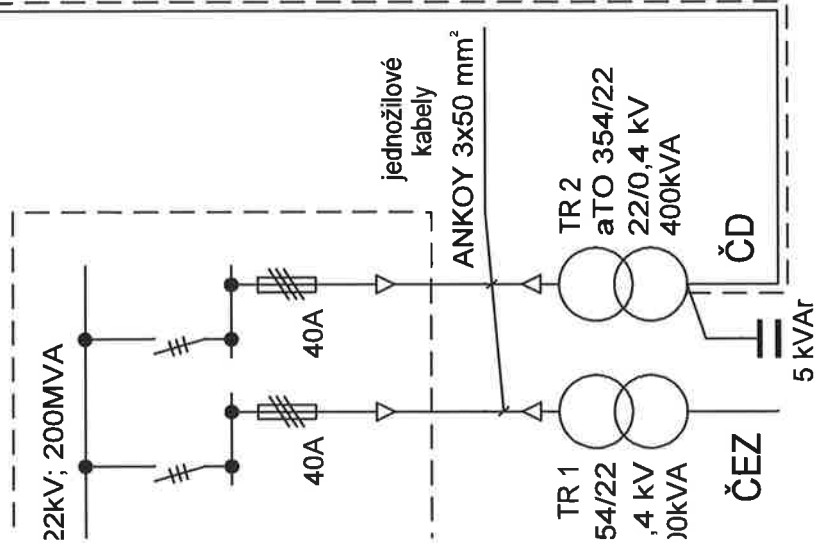 jednožilové
kabely
ANKOY 3x50 mm²
TR 2
aTO 354/22
22/0,4 kV
400kVA
ČD
22kV; 200MVA
40A
40A
5 kVAr
TR 1
54/22
,4 kV
00kVA
ČEZ